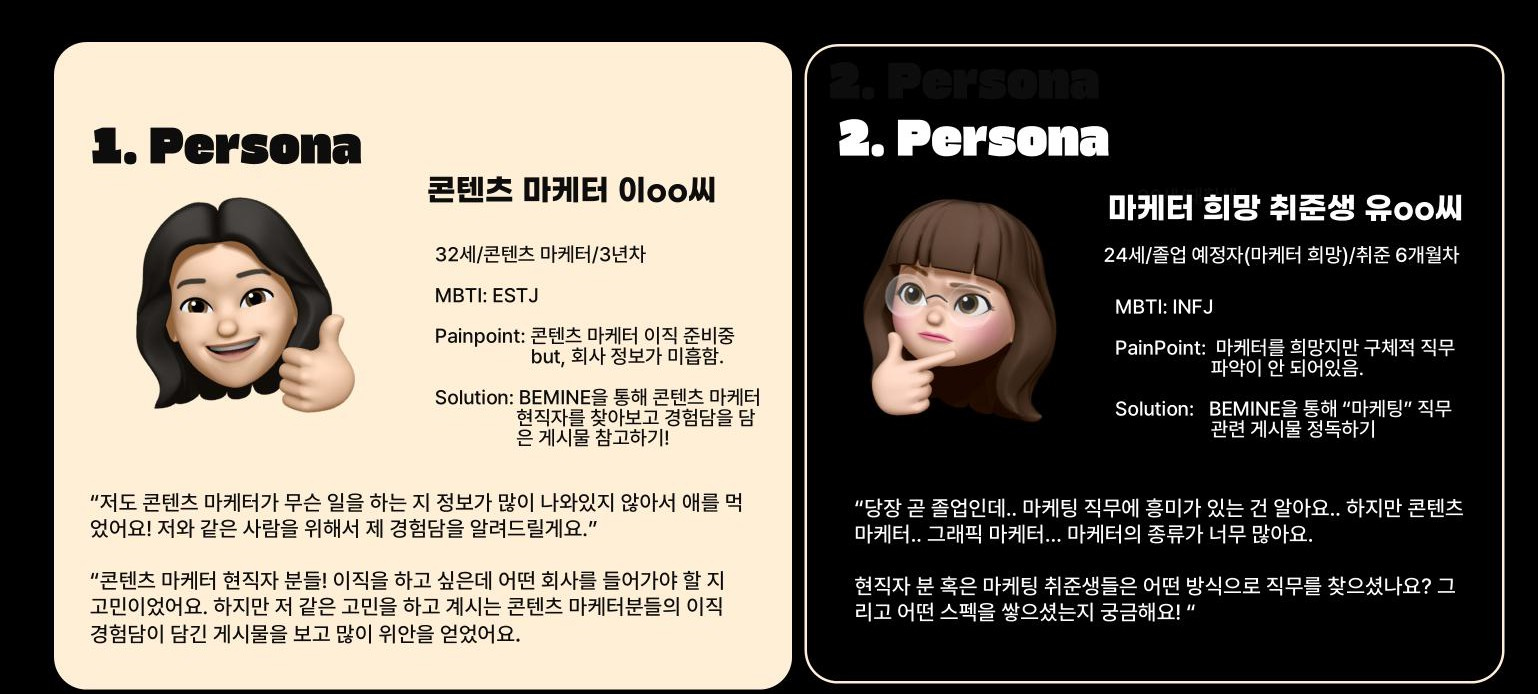 1. Persona
콘텐츠 마케터 이oo씨
32세/콘텐츠 마케터/3년차
MBTI: ESTJ
Painpoint: 콘텐츠 마케터 이직 준비중
but, 회사 정보가 미흡함.
Solution: BEMINE을 통해 콘텐츠 마케터
현직자를 찾아보고 경험담을 담
은 게시물 참고하기!
“저도 콘텐츠 마케터가 무슨 일을 하는 지 정보가 많이 나와있지 않아서 애를 먹
었어요! 저와 같은 사람을 위해서 제 경험담을 알려드릴게요.”
“콘텐츠 마케터 현직자 분들! 이직을 하고 싶은데 어떤 회사를 들어가야 할 지
고민이었어요. 하지만 저 같은 고민을 하고 계시는 콘텐츠 마케터분들의 이직
경험담이 담긴 게시물을 보고 많이 위안을 얻었어요.
2. Persona
2. Persona
마케터 희망 취준생 유oo씨
24세/졸업 예정자(마케터 희망)/취준 6개월차
MBTI: INFJ
PainPoint: 마케터를 희망지만 구체적 직무
파악이 안 되어있음.
Solution: BEMINE을 통해 “마케팅” 직무
관련 게시물 정독하기
“당장 곧 졸업인데.. 마케팅 직무에 흥미가 있는 건 알아요.. 하지만 콘텐츠
마케터.. 그래픽 마케터... 마케터의 종류가 너무 많아요.
현직자 분 혹은 마케팅 취준생들은 어떤 방식으로 직무를 찾으셨나요? 그
리고 어떤 스펙을 쌓으셨는지 궁금해요! “